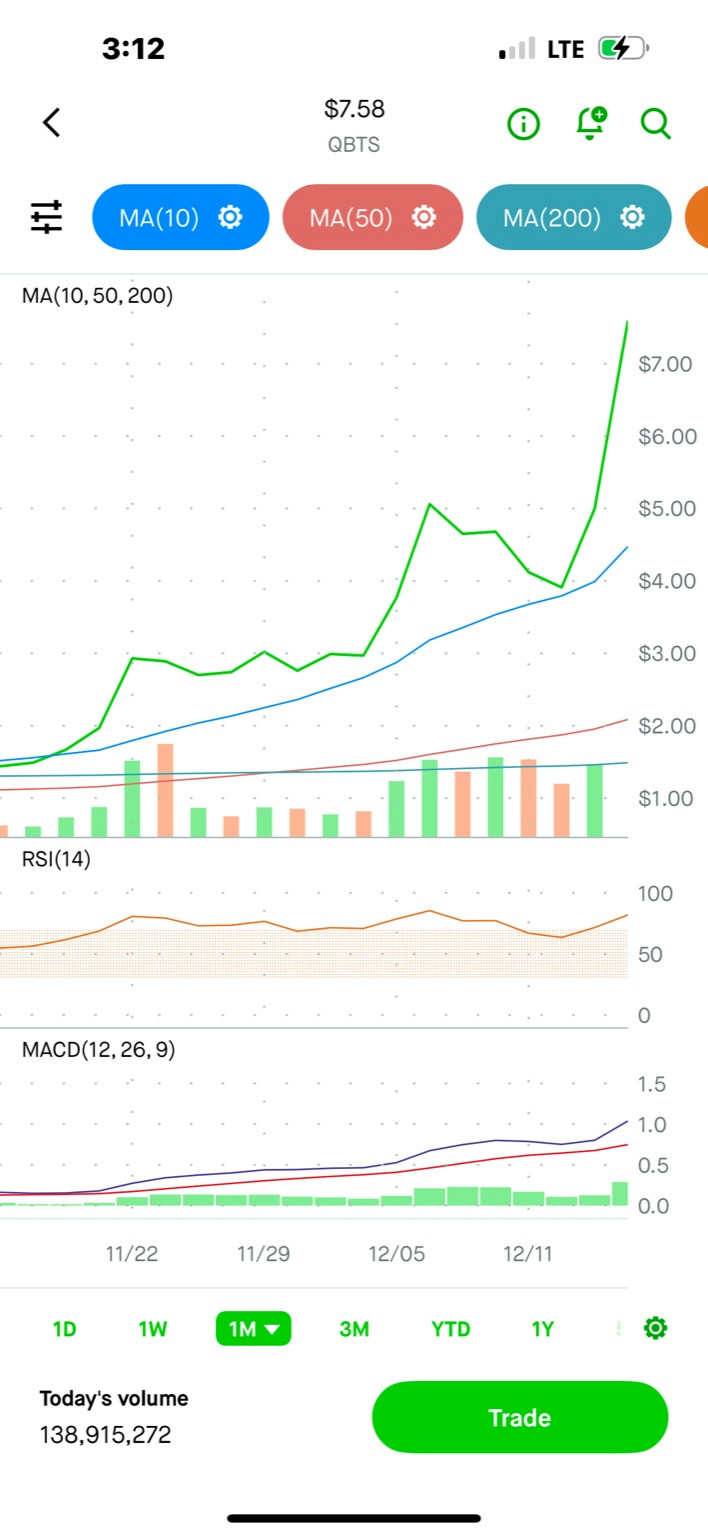 3:12
LTE
$7.58
QBTS
MA(10)
MA(50)
MA(200)
MA(10, 50, 200)
$7.00
$6.00
$5.00
$4.00
$3.00
$2.00
$1.00
RSI(14)
100
50
0
MACD(12, 26, 9)
1.5
1.0
0.5
0.0
11/22 11/29 12/05 12/11
1D 1W 1M 3M YTD 1Y
Today's volume
138,915,272
Trade